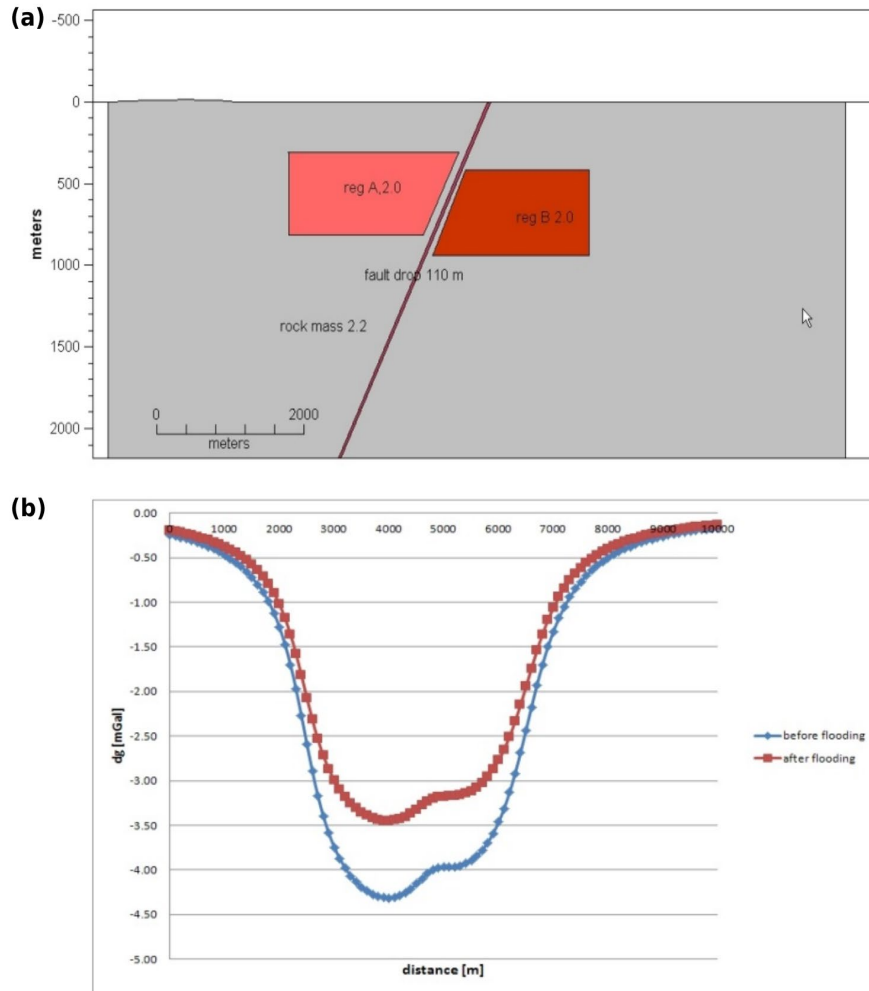 (a)
-500
0
500
1000
1500
2000
meters
reg A,2.0
reg B 2.0
fault drop 110 m
rock mass 2.2
0 2000
meters
(b)
0.00
-0.50
-1.00
-1.50
-2.00
-2.50
-3.00
-3.50
-4.00
-4.50
-5.00
dg [mGal]
0 1000 2000 3000 4000 5000 6000 7000 8000 9000 10000
before flooding
after flooding
distance [m]